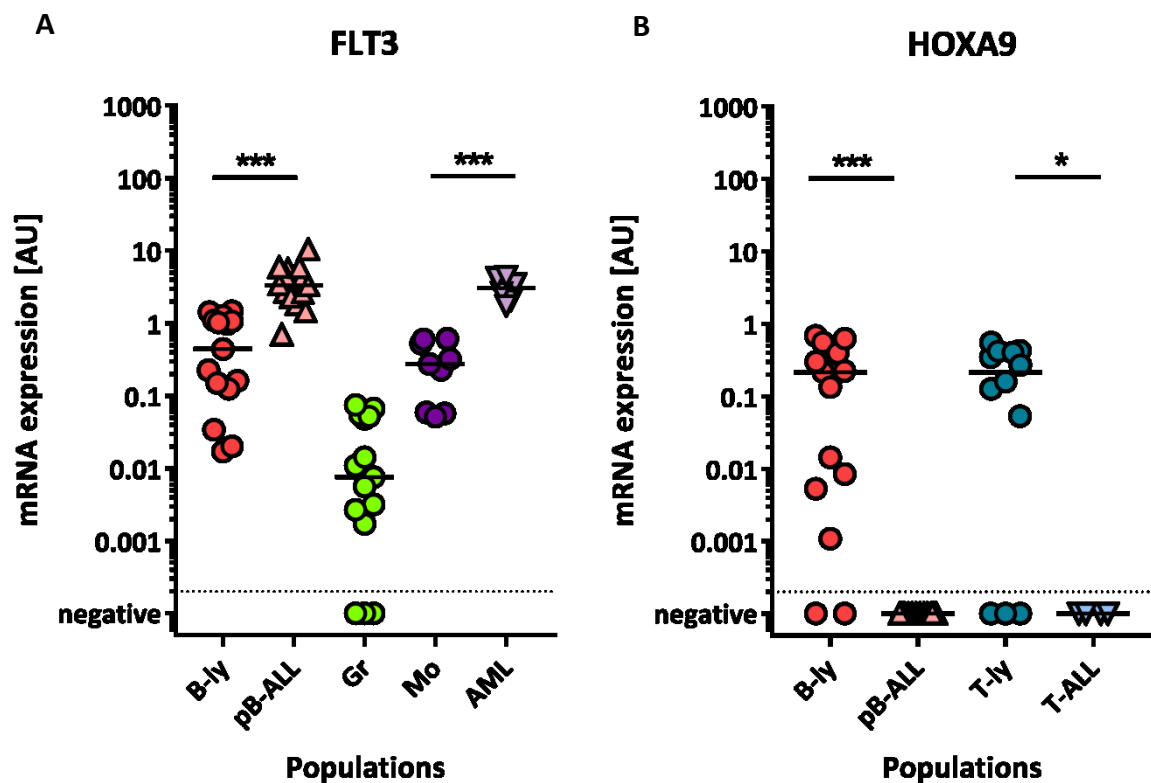 A
FLT3
mRNA expression [AU]
1000
100
10
1
0.1
0.01
0.001
negative
***
***
B-ly
pB-ALL
Gr
Mo
AML
Populations
B
HOXA9
mRNA expression [AU]
1000
100
10
1
0.1
0.01
0.001
negative
***
*
B-ly
pB-ALL
T-ly
T-ALL
Populations